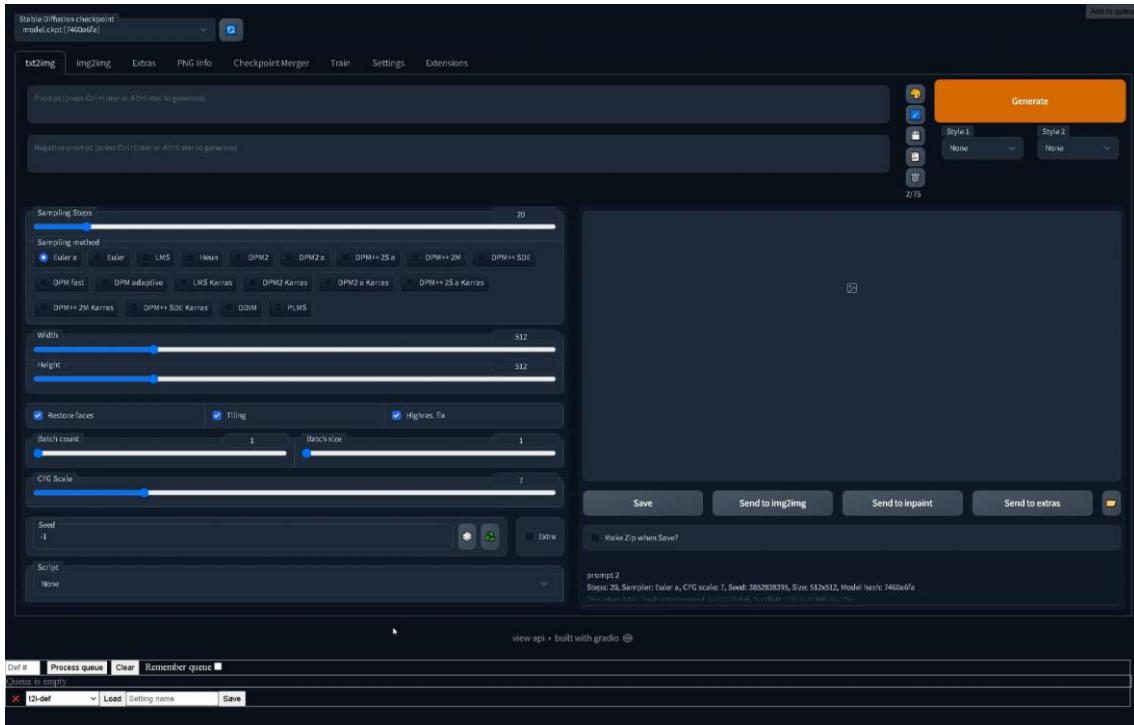 Add to queue
Stable Diffusion checkpoint
model.ckpt [7460a6fa]
txt2img img2img Extras PNG Info Checkpoint Merger Train Settings Extensions
Prompt (press Ctrl+Enter or Alt+Enter to generate)
Generate
Negative prompt (press Ctrl+Enter or Alt+Enter to generate)
Style 1 Style 2
None None
2/75
Sampling Steps 20
Sampling method
Euler a Euler LMS Heun DPM2 DPM2 a DPM++ 2S a DPM++ 2M DPM++ SDE
DPM fast DPM adaptive LMS Karras DPM2 Karras DPM2 a Karras DPM++ 2S a Karras
DPM++ 2M Karras DPM++ SDE Karras DDIM PLMS
Width 512
Height 512
Restore faces Tiling Highres. fix
Batch count 1 Batch size 1
CFG Scale 7
Save Send to img2img Send to inpaint Send to extras
Seed
-1
Extra
Make Zip when Save?
Script
None
prompt 2
Steps: 20, Sampler: Euler a, CFG scale: 7, Seed: 3852838395, Size: 512x512, Model hash: 7460a6fa
view api • built with gradio
Def # Process queue Clear Remember queue
Queue is empty
t2i-def Load Setting name Save